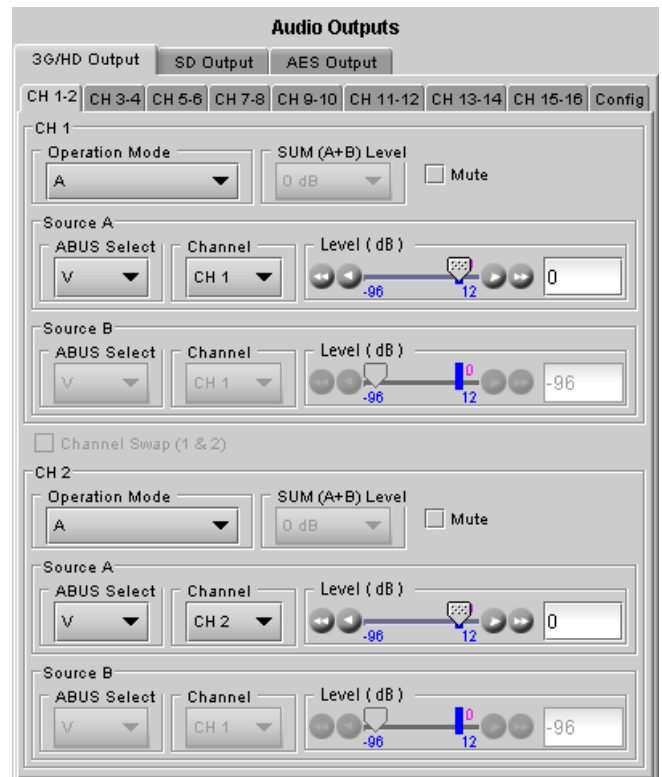 Audio Outputs
3G/HD Output SD Output AES Output
CH 1-2 CH 3-4 CH 5-6 CH 7-8 CH 9-10 CH 11-12 CH 13-14 CH 15-16 Config
CH 1
Operation Mode SUM (A+B) Level
A 0 dB Mute
Source A
ABUS Select Channel Level ( dB )
V CH 1 0
-96 12
Source B
ABUS Select Channel Level ( dB )
V CH 1 0 -96
-96 12
Channel Swap (1 & 2)
CH 2
Operation Mode SUM (A+B) Level
A 0 dB Mute
Source A
ABUS Select Channel Level ( dB )
V CH 2 0
-96 12
Source B
ABUS Select Channel Level ( dB )
V CH 1 0 -96
-96 12